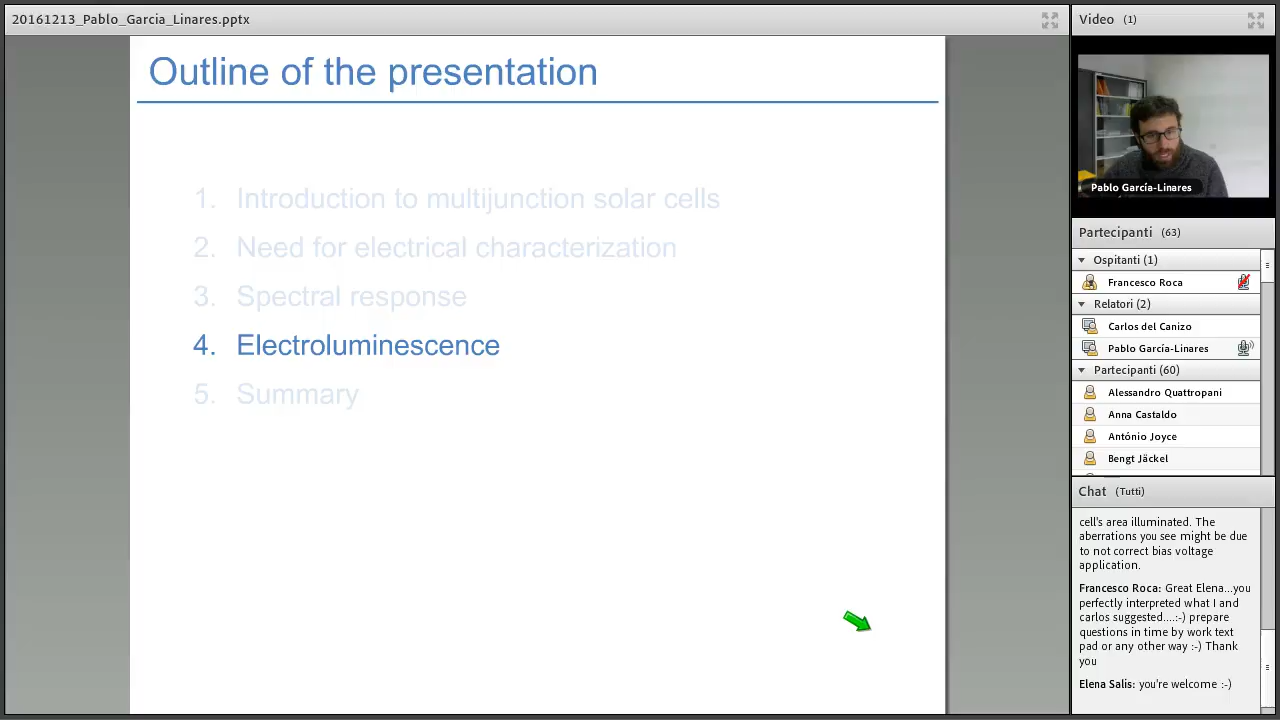 20161213_Pablo_Garcia_Linares.pptx
Outline of the presentation
1. Introduction to multijunction solar cells
2. Need for electrical characterization
3. Spectral response
4. Electroluminescence
5. Summary
Video (1)
Pablo García-Linares
Partecipanti (63)
Ospitanti (1)
Francesco Roca
Relatori (2)
Carlos del Canizo
Pablo García-Linares
Partecipanti (60)
Alessandro Quattropani
Anna Castaldo
António Joyce
Bengt Jäckel
Chat (Tutti)
cell's area illuminated. The
aberrations you see might be due
to not correct bias voltage
application.
Francesco Roca: Great Elena...you
perfectly interpreted what I and
carlos suggested....:-) prepare
questions in time by work text
pad or any other way :-) Thank
you
Elena Salis: you're welcome :-)